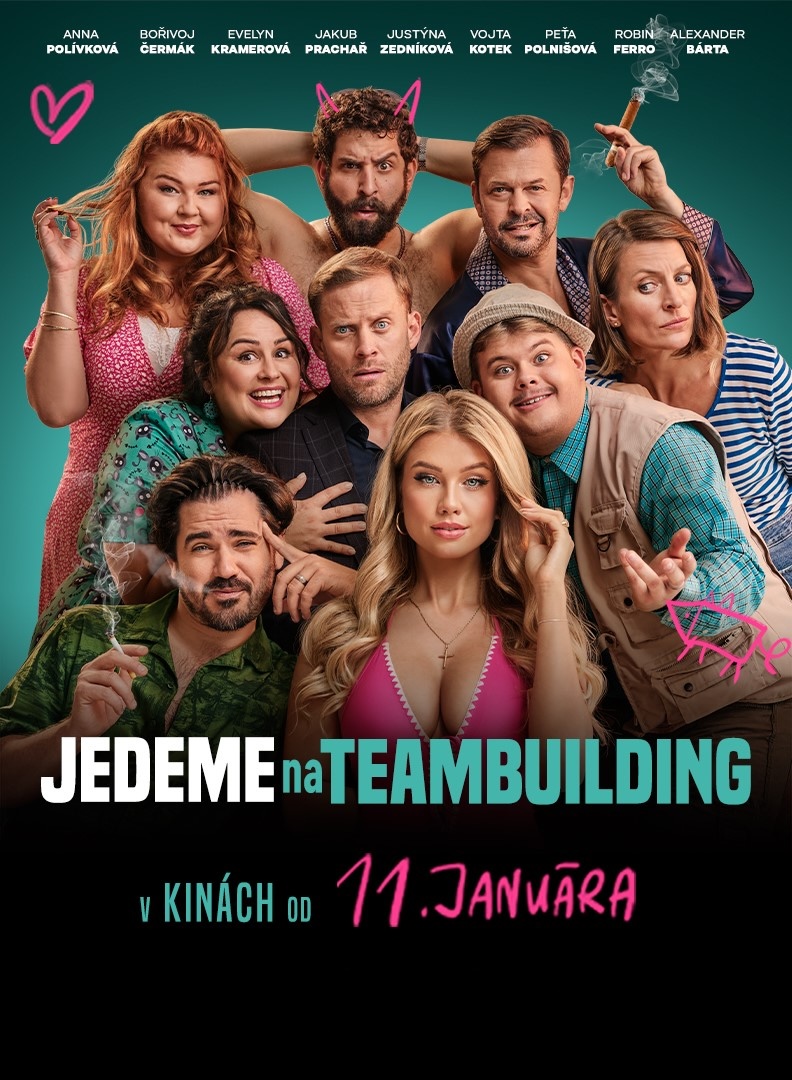 ANNA POLÍVKOVÁ
BOŘIVOJ ČERMÁK
EVELYN KRAMEROVÁ
JAKUB PRACHAŘ
JUSTÝNA ZEDNÍKOVÁ
VOJTA KOTEK
PEŤA POLNIŠOVÁ
ROBIN FERRO
ALEXANDER BÁRTA
JEDEME na TEAMBUILDING
V KINÁCH OD 11. JANUÁRA